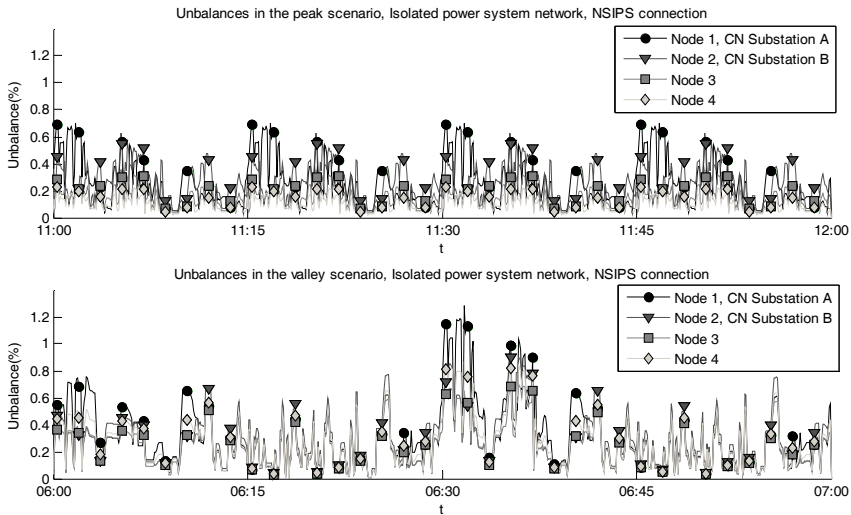 Unbalances in the peak scenario, Isolated power system network, NSIPS connection
Unbalance(%)
1.2
1
0.8
0.6
0.4
0.2
0
Node 1, CN Substation A
Node 2, CN Substation B
Node 3
Node 4
11:00 11:15 11:30 11:45 12:00
t
Unbalances in the valley scenario, Isolated power system network, NSIPS connection
Unbalance(%)
1.2
1
0.8
0.6
0.4
0.2
0
Node 1, CN Substation A
Node 2, CN Substation B
Node 3
Node 4
06:00 06:15 06:30 06:45 07:00
t